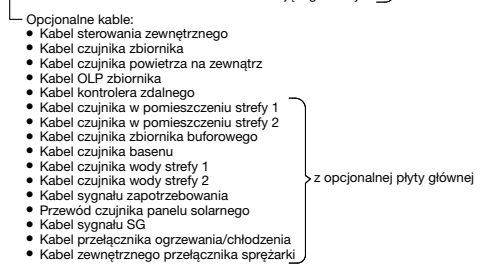 Opcjonalne kable:
• Kabel sterowania zewnętrznego
• Kabel czujnika zbiornika
• Kabel czujnika powietrza na zewnątrz
• Kabel OLP zbiornika
• Kabel kontrolera zdalnego
• Kabel czujnika w pomieszczeniu strefy 1
• Kabel czujnika w pomieszczeniu strefy 2
• Kabel czujnika zbiornika buforowego
• Kabel czujnika basenu
• Kabel czujnika wody strefy 1
• Kabel czujnika wody strefy 2
• Kabel sygnału zapotrzebowania
• Przewód czujnika panelu solarnego
• Kabel sygnału SG
• Kabel przełącznika ogrzewania/chłodzenia
• Kabel zewnętrznego przełącznika sprężarki
z opcjonalnej płyty głównej